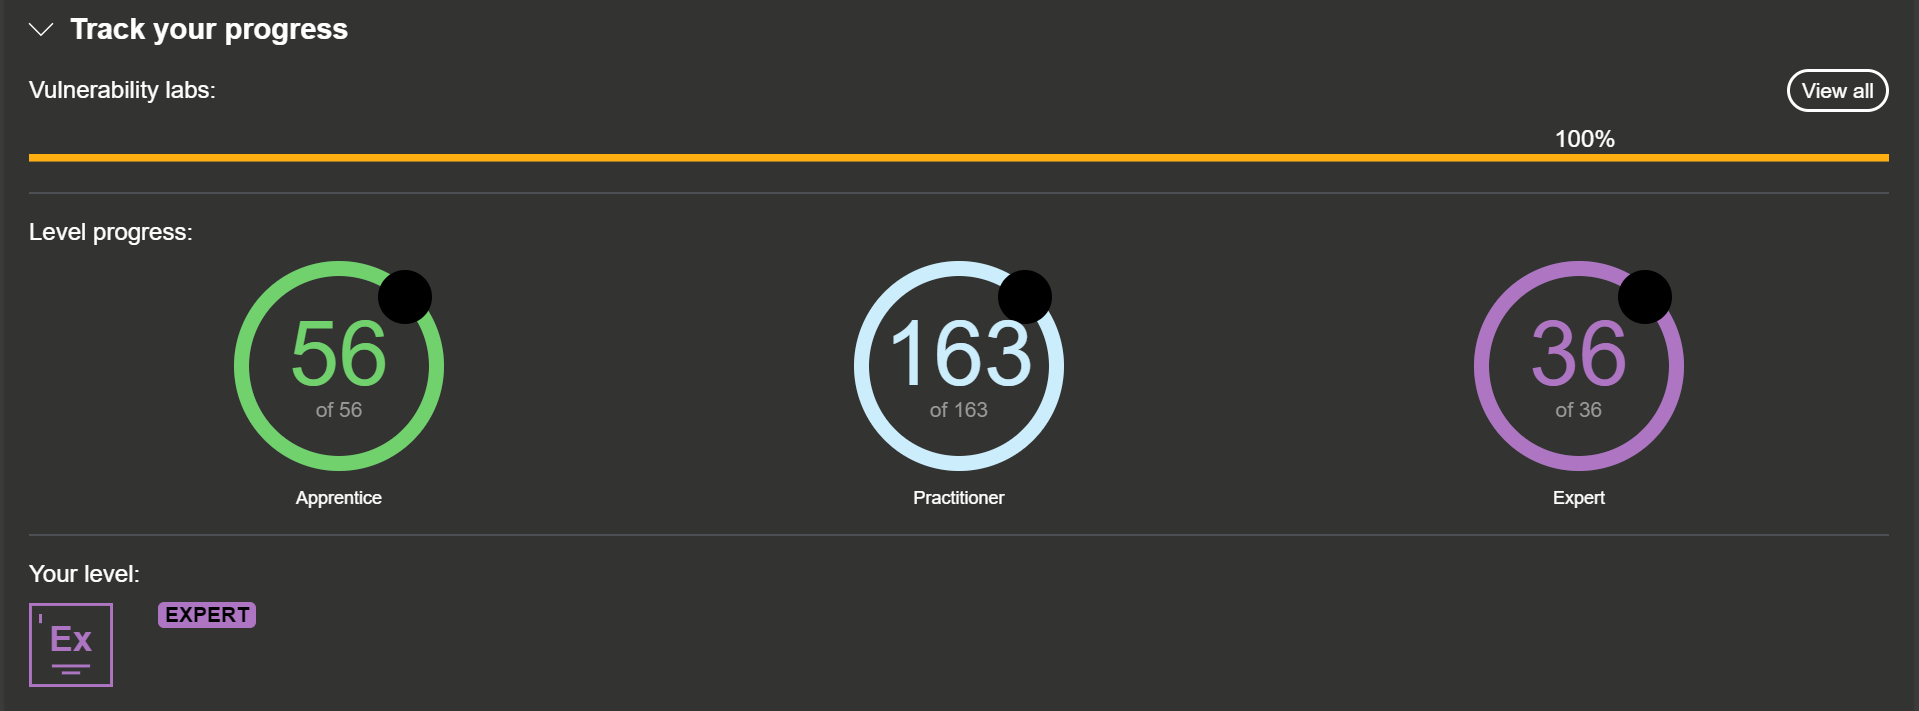 Track your progress
Vulnerability labs:
View all
100%
Level progress:
56
of 56
Apprentice
163
of 163
Practitioner
36
of 36
Expert
Your level:
Ex
EXPERT